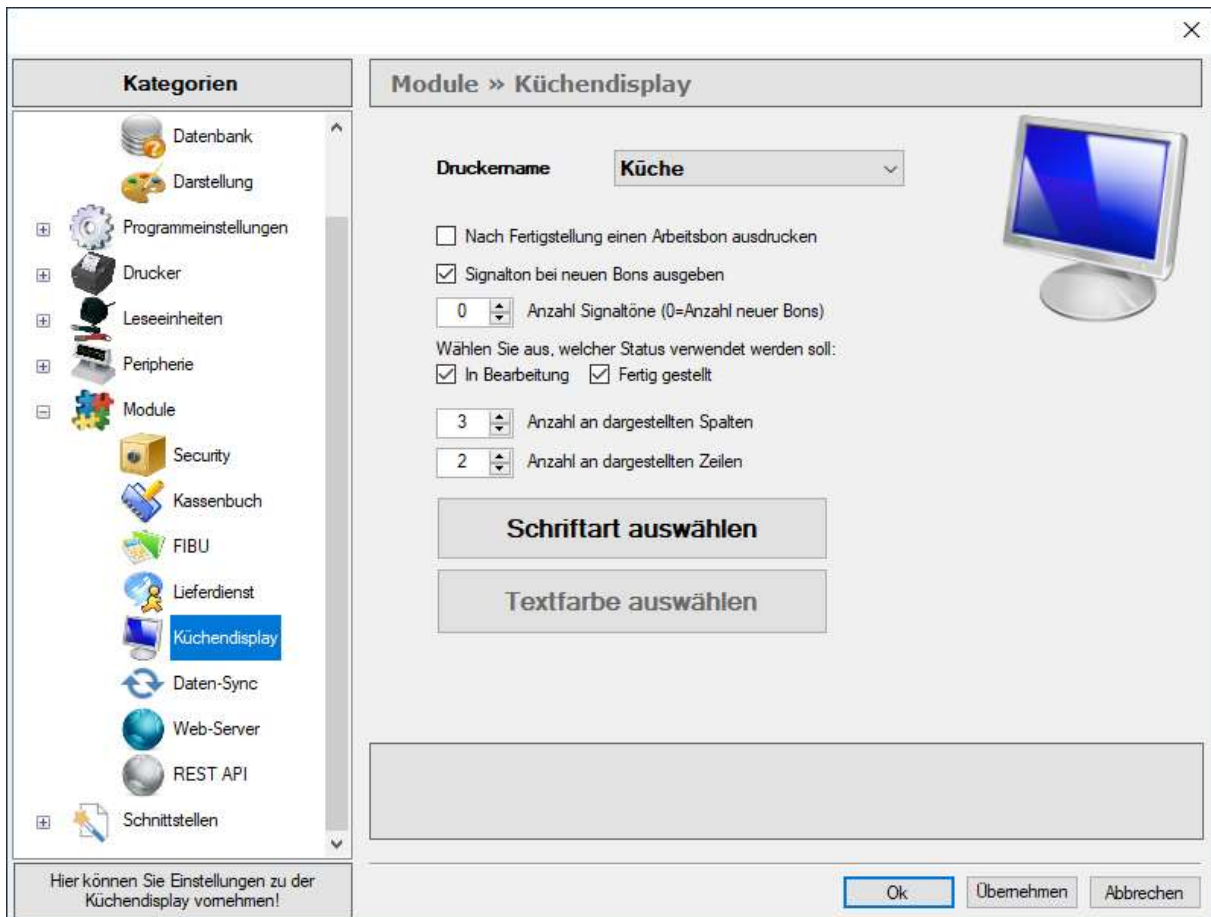 Kategorien
Datenbank
Darstellung
Programmeinstellungen
Drucker
Leseeinheiten
Peripherie
Module
Security
Kassenbuch
FIBU
Lieferdienst
Küchendisplay
Daten-Sync
Web-Server
REST API
Schnittstellen
Hier können Sie Einstellungen zu der
Küchendisplay vornehmen!
Module » Küchendisplay
Druckername Küche
Nach Fertigstellung einen Arbeitsbon ausdrucken
Signalton bei neuen Bons ausgeben
0 Anzahl Signaltöne (0=Anzahl neuer Bons)
Wählen Sie aus, welcher Status verwendet werden soll:
In Bearbeitung Fertig gestellt
3 Anzahl an dargestellten Spalten
2 Anzahl an dargestellten Zeilen
Schriftart auswählen
Textfarbe auswählen
Ok Übernehmen Abbrechen